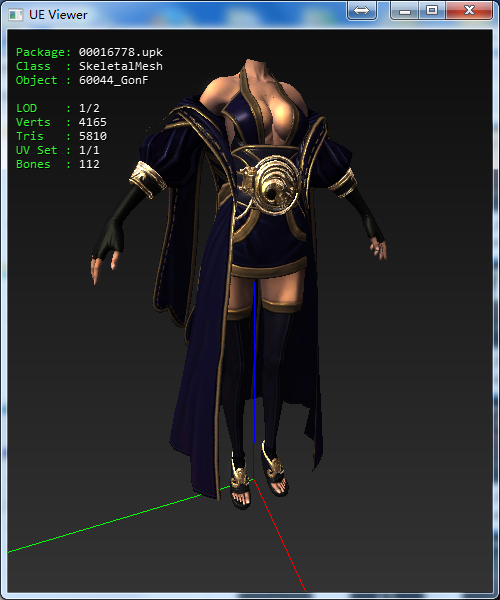 UE Viewer
Package: 00016778.upk
Class : SkeletalMesh
Object : 60044_GonF
LOD : 1/2
Verts : 4165
Tris : 5810
UV Set : 1/1
Bones : 112